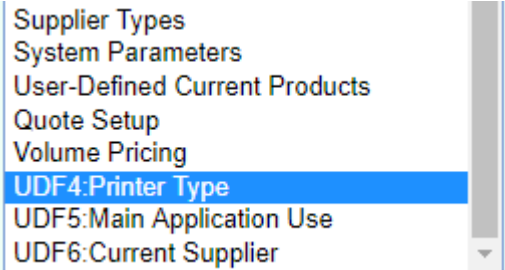 Supplier Types
System Parameters
User-Defined Current Products
Quote Setup
Volume Pricing
UDF4:Printer Type
UDF5:Main Application Use
UDF6:Current Supplier